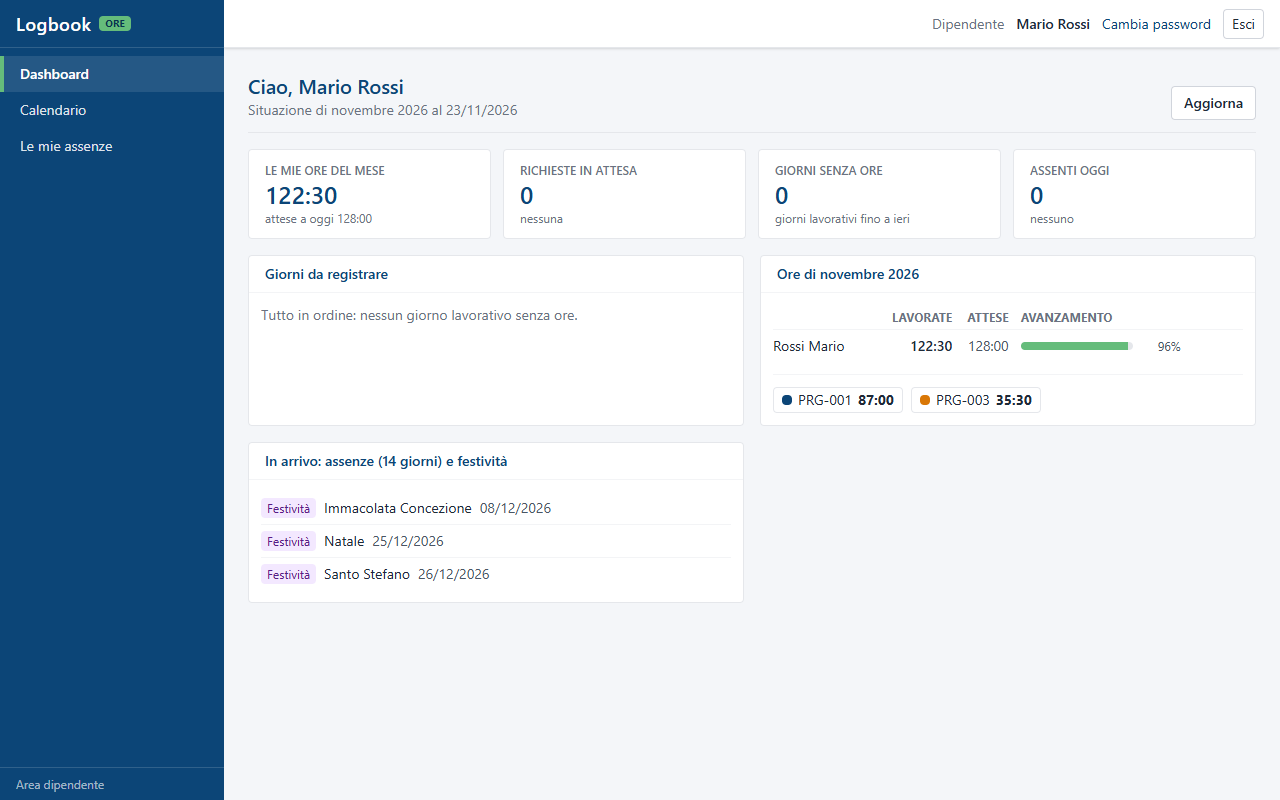 Logbook ORE
Dipendente Mario Rossi Cambia password Esci
Dashboard
Calendario
Le mie assenze
Ciao, Mario Rossi
Situazione di novembre 2026 al 23/11/2026
Aggiorna
LE MIE ORE DEL MESE
122:30
attese a oggi 128:00
RICHIESTE IN ATTESA
0
nessuna
GIORNI SENZA ORE
0
giorni lavorativi fino a ieri
ASSENTI OGGI
0
nessuno
Giorni da registrare
Tutto in ordine: nessun giorno lavorativo senza ore.
Ore di novembre 2026
LAVORATE ATTESE AVANZAMENTO
Rossi Mario 122:30 128:00 96%
PRG-001 87:00 PRG-003 35:30
In arrivo: assenze (14 giorni) e festività
Festività Immacolata Concezione 08/12/2026
Festività Natale 25/12/2026
Festività Santo Stefano 26/12/2026
Area dipendente